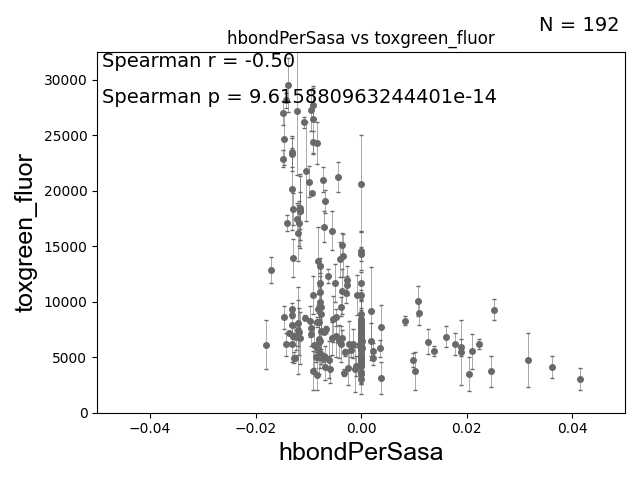 N = 192
hbondPerSasa vs toxgreen_fluor
Spearman r = -0.50
Spearman p = 9.615880963244401e-14
toxgreen_fluor
30000
25000
20000
15000
10000
5000
0
−0.04 −0.02 0.00 0.02 0.04
hbondPerSasa